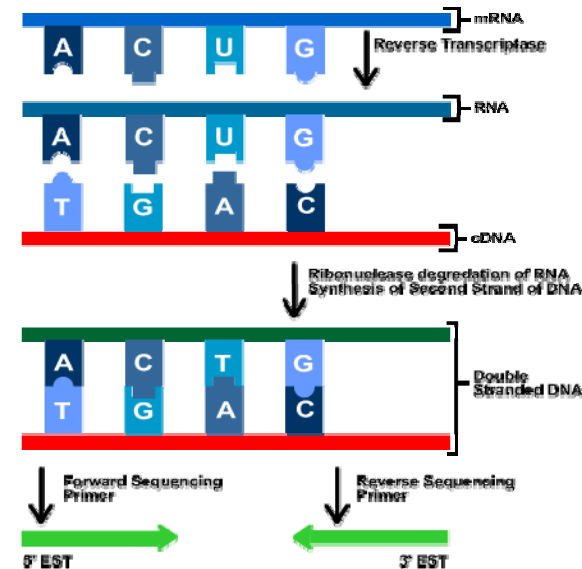 mRNA
A C U G
Reverse Transcriptase
RNA
A C U G
T G A C
cDNA
Ribonuclease degredation of RNA
Synthesis of Second Strand of DNA
A C T G
T G A C
Double
Stranded DNA
Forward Sequencing
Primer
Reverse Sequencing
Primer
5' EST
3' EST